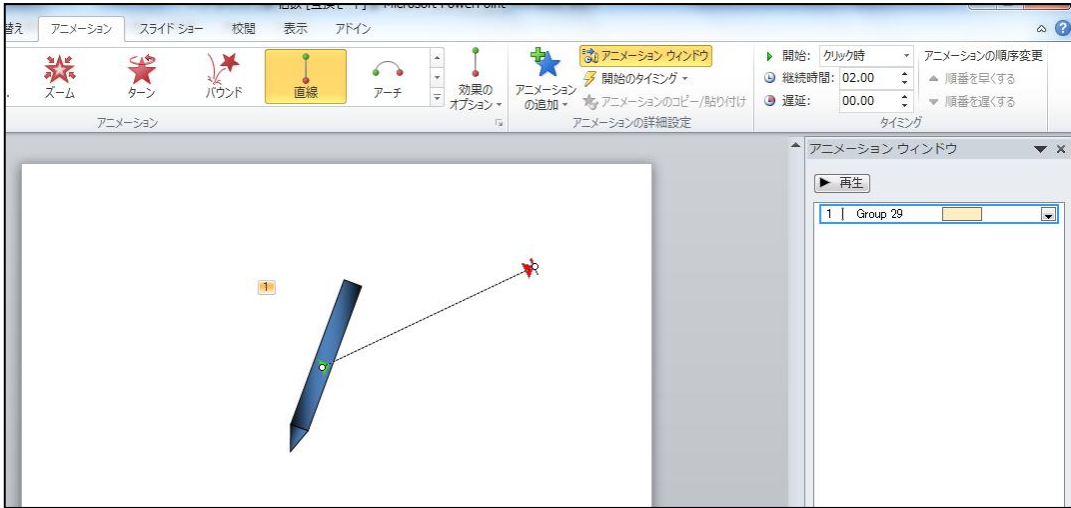 倍数 [互換モード] - Microsoft PowerPoint
替え アニメーション スライド ショー 校閲 表示 アドイン
ズーム ターン バウンド 直線 アーチ
効果の
オプション
アニメーション
の追加
アニメーション ウィンドウ
開始のタイミング
アニメーションのコピー/貼り付け
開始: クリック時
継続時間: 02.00
遅延: 00.00
アニメーションの順序変更
順番を早くする
順番を遅くする
アニメーション アニメーションの詳細設定 タイミング
アニメーション ウィンドウ
再生
1 Group 29
1